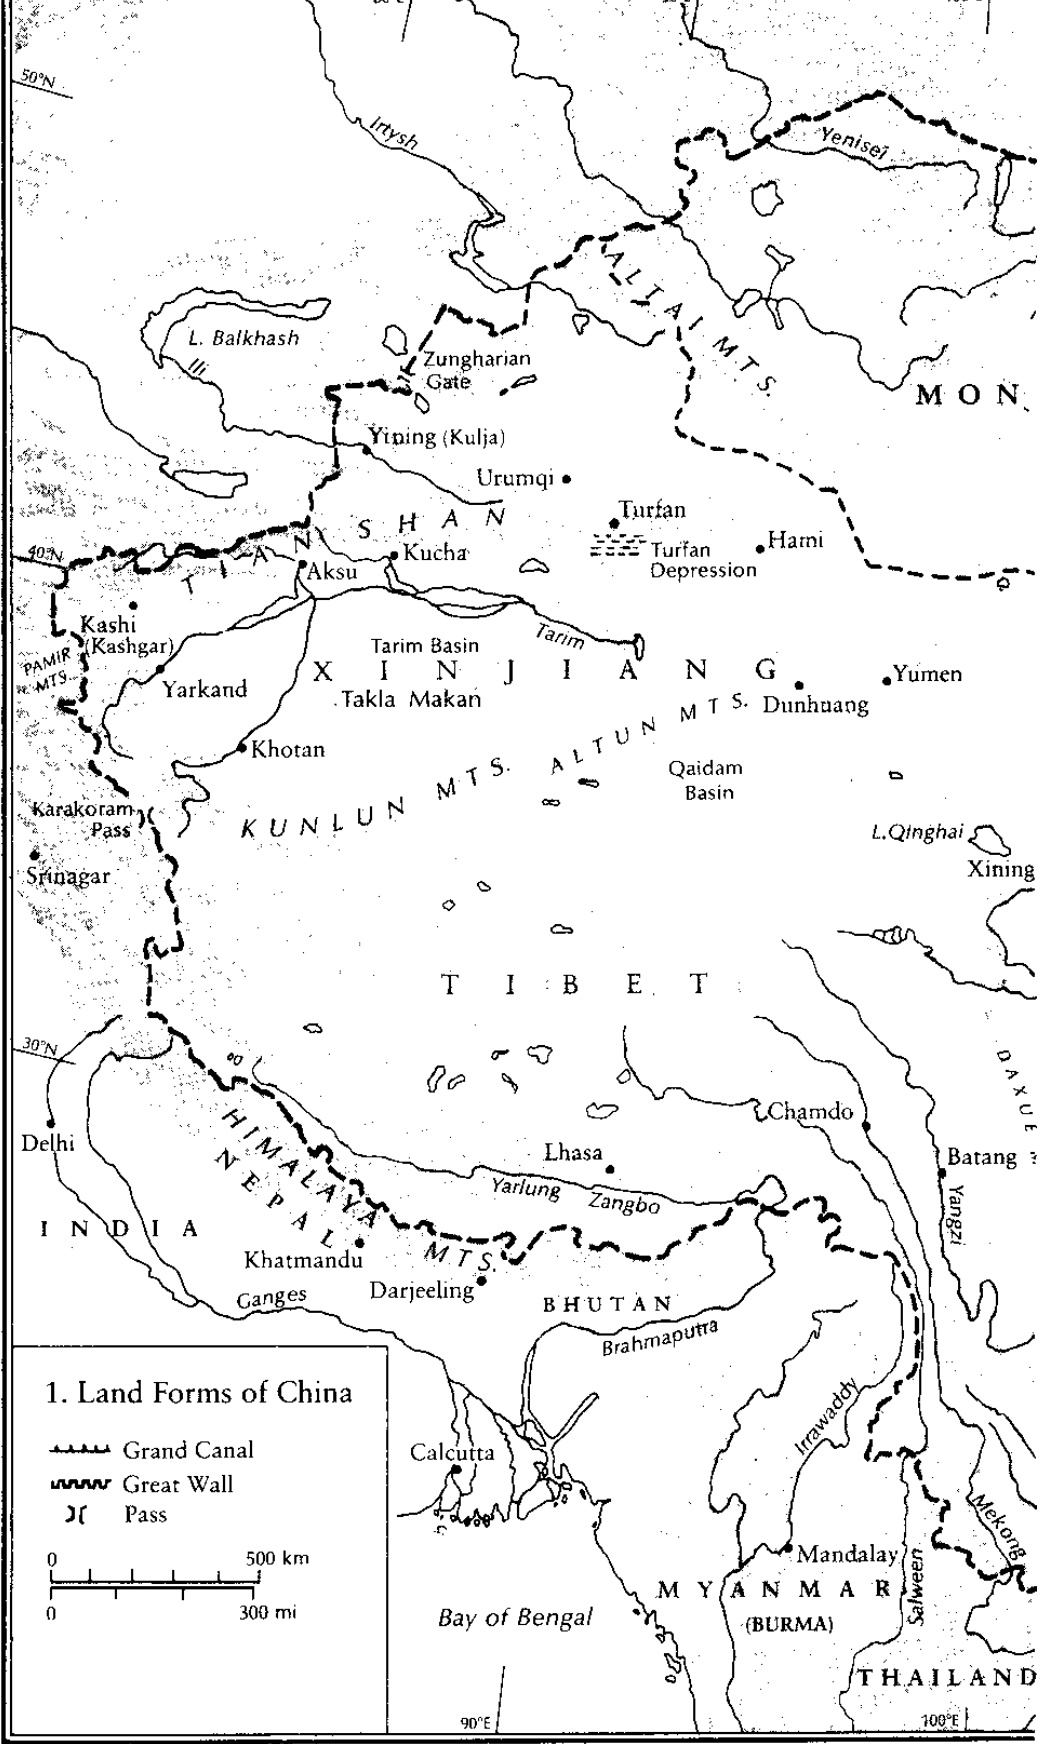 50°N
Irtysh
Yenisei
ALTAI MTS.
L. Balkhash
Zungharian
Gate
MON
Yining (Kulja)
Urumqi
TIAN SHAN
Turfan
Turfan
Depression
Hami
40°N
Kucha
Aksu
Kashi
(Kashgar)
Tarim Basin
Tarim
PAMIR
MTS.
XINJIANG
Yumen
Yarkand
Takla Makan
Dunhuang
Khotan
KUNLUN MTS.
ALTUN MTS.
Qaidam
Basin
Karakoram
Pass
L.Qinghai
Xining
Srinagar
TIBET
30°N
DAXUE
Chamdo
Delhi
HIMALAYA MTS.
NEPAL
Lhasa
Batang
Yarlung Zangbo
Yangzi
INDIA
Khatmandu
Darjeeling
Ganges
BHUTAN
Brahmaputra
1. Land Forms of China
Grand Canal
Great Wall
Pass
0 500 km
0 300 mi
Irrawaddy
Calcutta
Mekong
Mandalay
Salween
MYANMAR
(BURMA)
Bay of Bengal
THAILAND
90°E
100°E